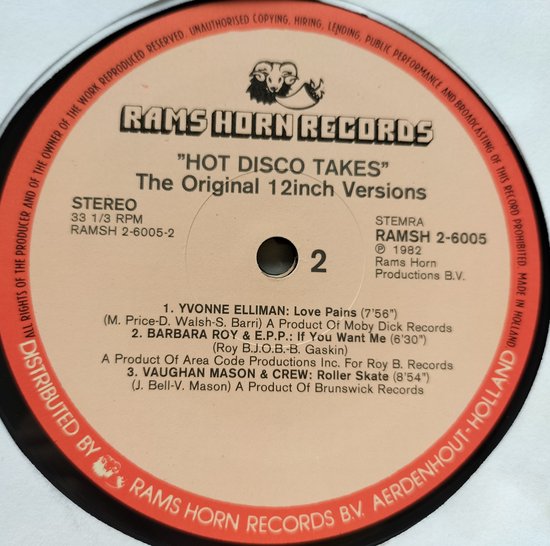 ALL RIGHTS OF THE PRODUCER AND OF THE OWNER OF THE WORK REPRODUCED RESERVED. UNAUTHORISED COPYING, HIRING, LENDING, PUBLIC PERFORMANCE AND BROADCASTING OF THIS RECORD PROHIBITED. MADE IN HOLLAND
RAMS HORN RECORDS
"HOT DISCO TAKES"
The Original 12inch Versions
STEREO
33 1/3 RPM
RAMSH 2-6005-2
2
STEMRA
RAMSH 2-6005
℗ 1982
Rams Horn
Productions B.V.
1. YVONNE ELLIMAN: Love Pains (7'56")
(M. Price-D. Walsh-S. Barri) A Product Of Moby Dick Records
2. BARBARA ROY & E.P.P.: If You Want Me (6'30")
(Roy B.J.O.B.-B. Gaskin)
A Product Of Area Code Productions Inc. For Roy B. Records
3. VAUGHAN MASON & CREW: Roller Skate (8'54")
(J. Bell-V. Mason) A Product Of Brunswick Records
DISTRIBUTED BY RAMS HORN RECORDS B.V. AERDENHOUT-HOLLAND